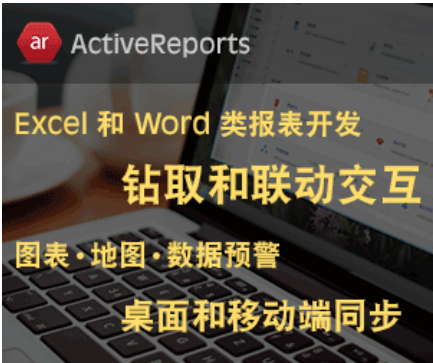 ar ActiveReports
Excel 和 Word 类报表开发
钻取和联动交互
图表·地图·数据预警
桌面和移动端同步